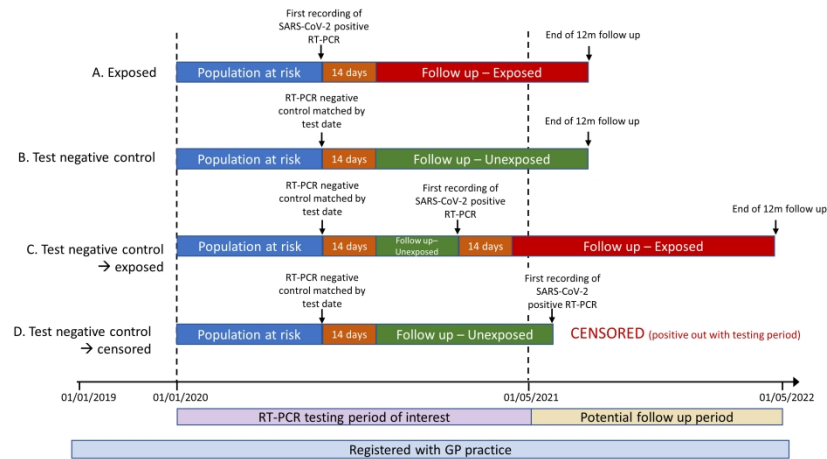 First recording of
SARS-CoV-2 positive
RT-PCR
End of 12m follow up
A. Exposed
Population at risk
14 days
Follow up – Exposed
RT-PCR negative
control matched by
test date
End of 12m follow up
B. Test negative control
Population at risk
14 days
Follow up – Unexposed
RT-PCR negative
control matched by
test date
First recording of
SARS-CoV-2 positive
RT-PCR
End of 12m follow up
C. Test negative control
→ exposed
Population at risk
14 days
Follow up–
Unexposed
14 days
Follow up – Exposed
RT-PCR negative
control matched by
test date
First recording of
SARS-CoV-2
positive RT-PCR
D. Test negative control
→ censored
Population at risk
14 days
Follow up – Unexposed
CENSORED (positive out with testing period)
01/01/2019
01/01/2020
01/05/2021
01/05/2022
RT-PCR testing period of interest
Potential follow up period
Registered with GP practice